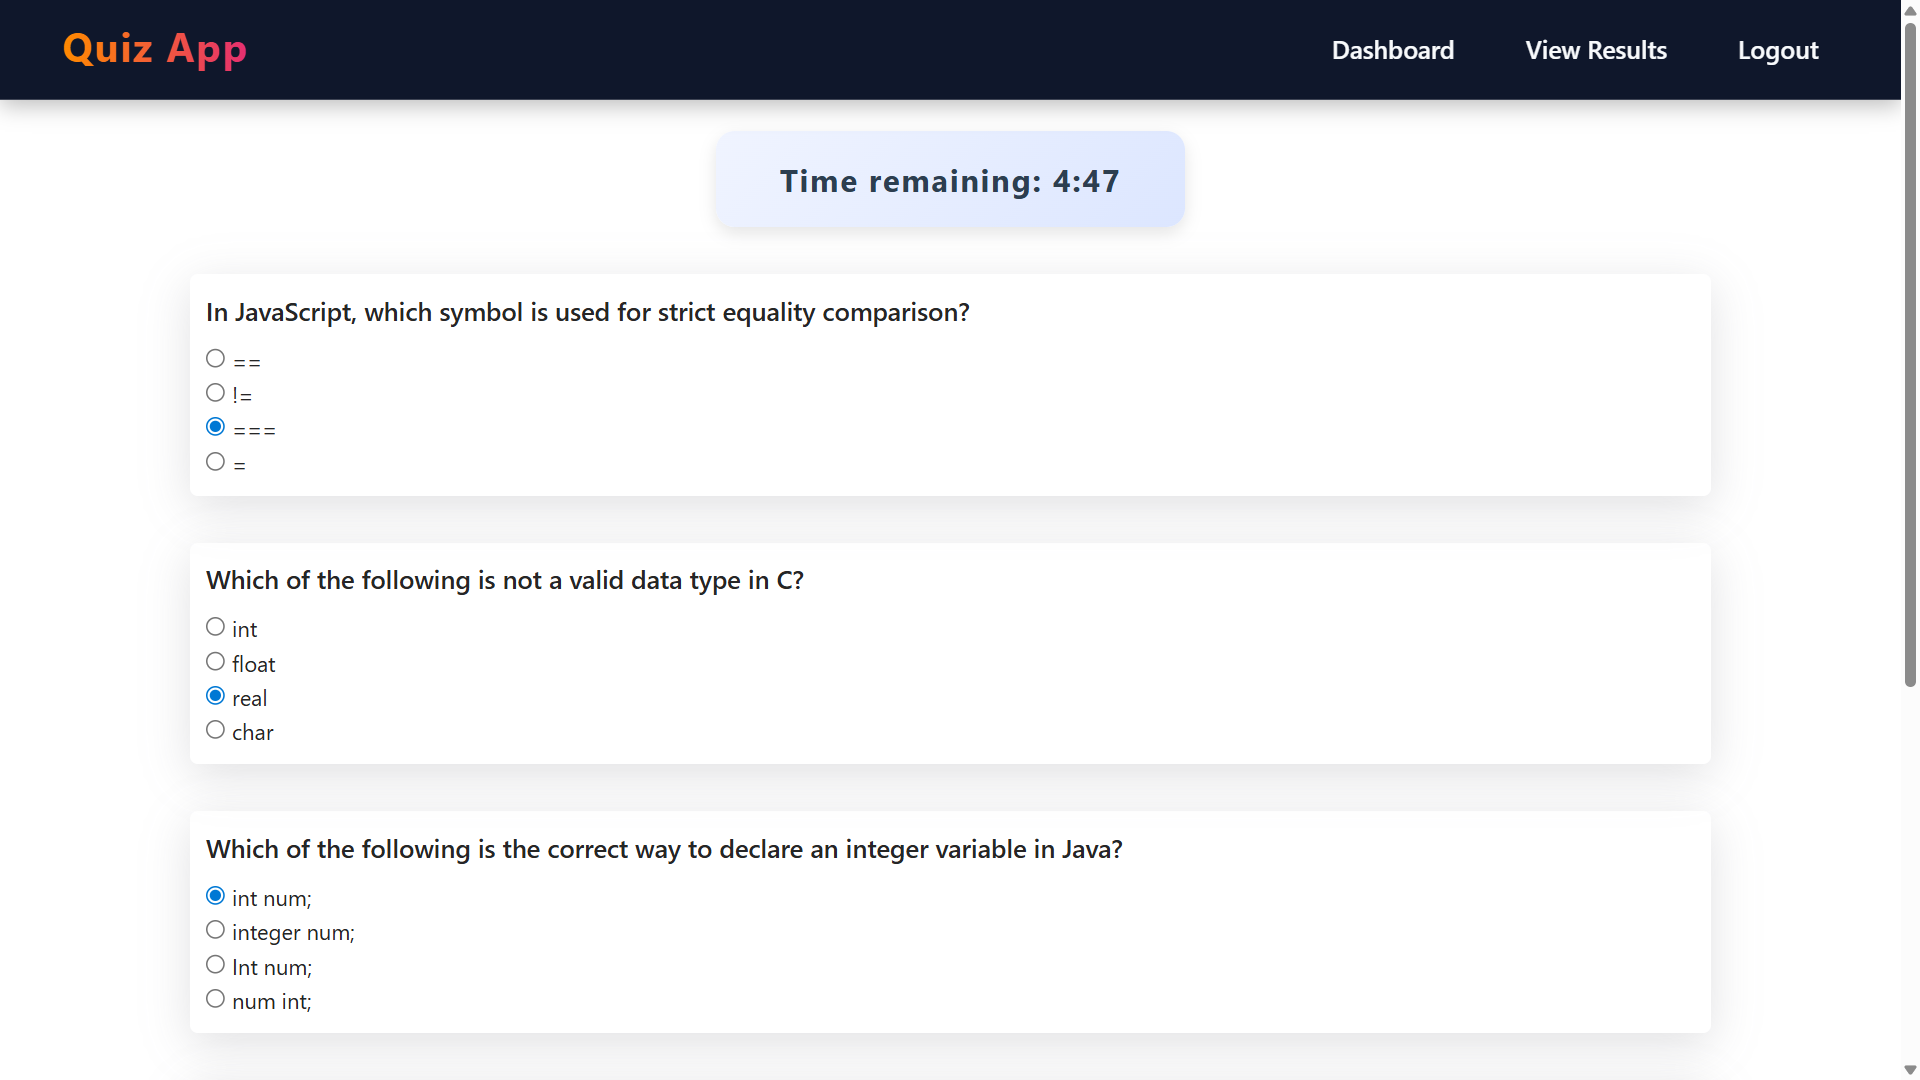 Quiz App
Dashboard View Results Logout
Time remaining: 4:47
In JavaScript, which symbol is used for strict equality comparison?
==
!=
===
=
Which of the following is not a valid data type in C?
int
float
real
char
Which of the following is the correct way to declare an integer variable in Java?
int num;
integer num;
Int num;
num int;